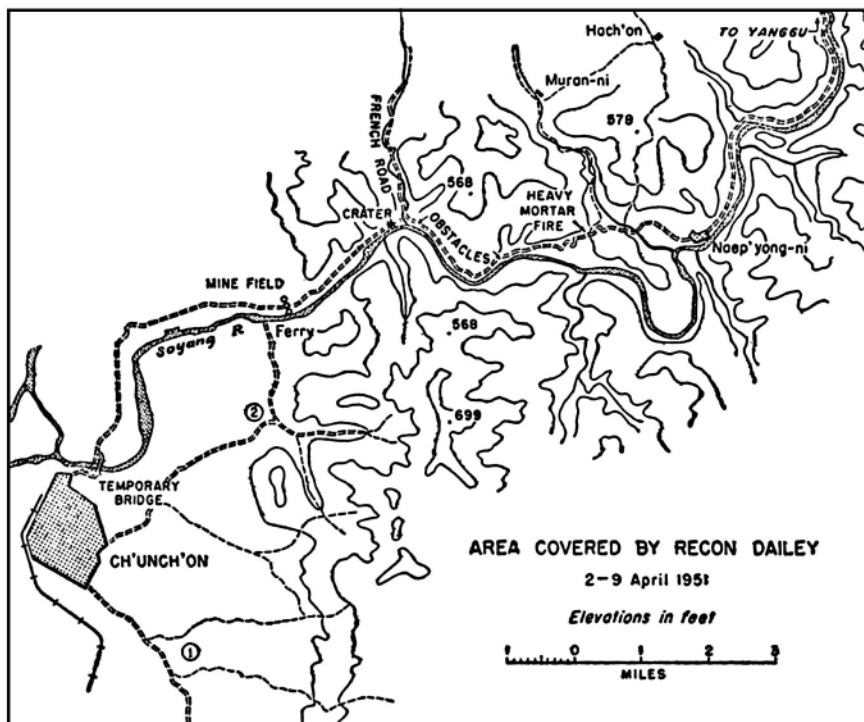 TO YANGGU
Hach'on
Muran-ni
FRENCH ROAD
578
568
CRATER
OBSTACLES
HEAVY
MORTAR
FIRE
Naep'yong-ni
MINE FIELD
Soyang R
Ferry
568
②
699
TEMPORARY
BRIDGE
CH'UNCH'ON
①
AREA COVERED BY RECON DAILEY
2-9 April 1951
Elevations in feet
1 0 1 2 3
MILES